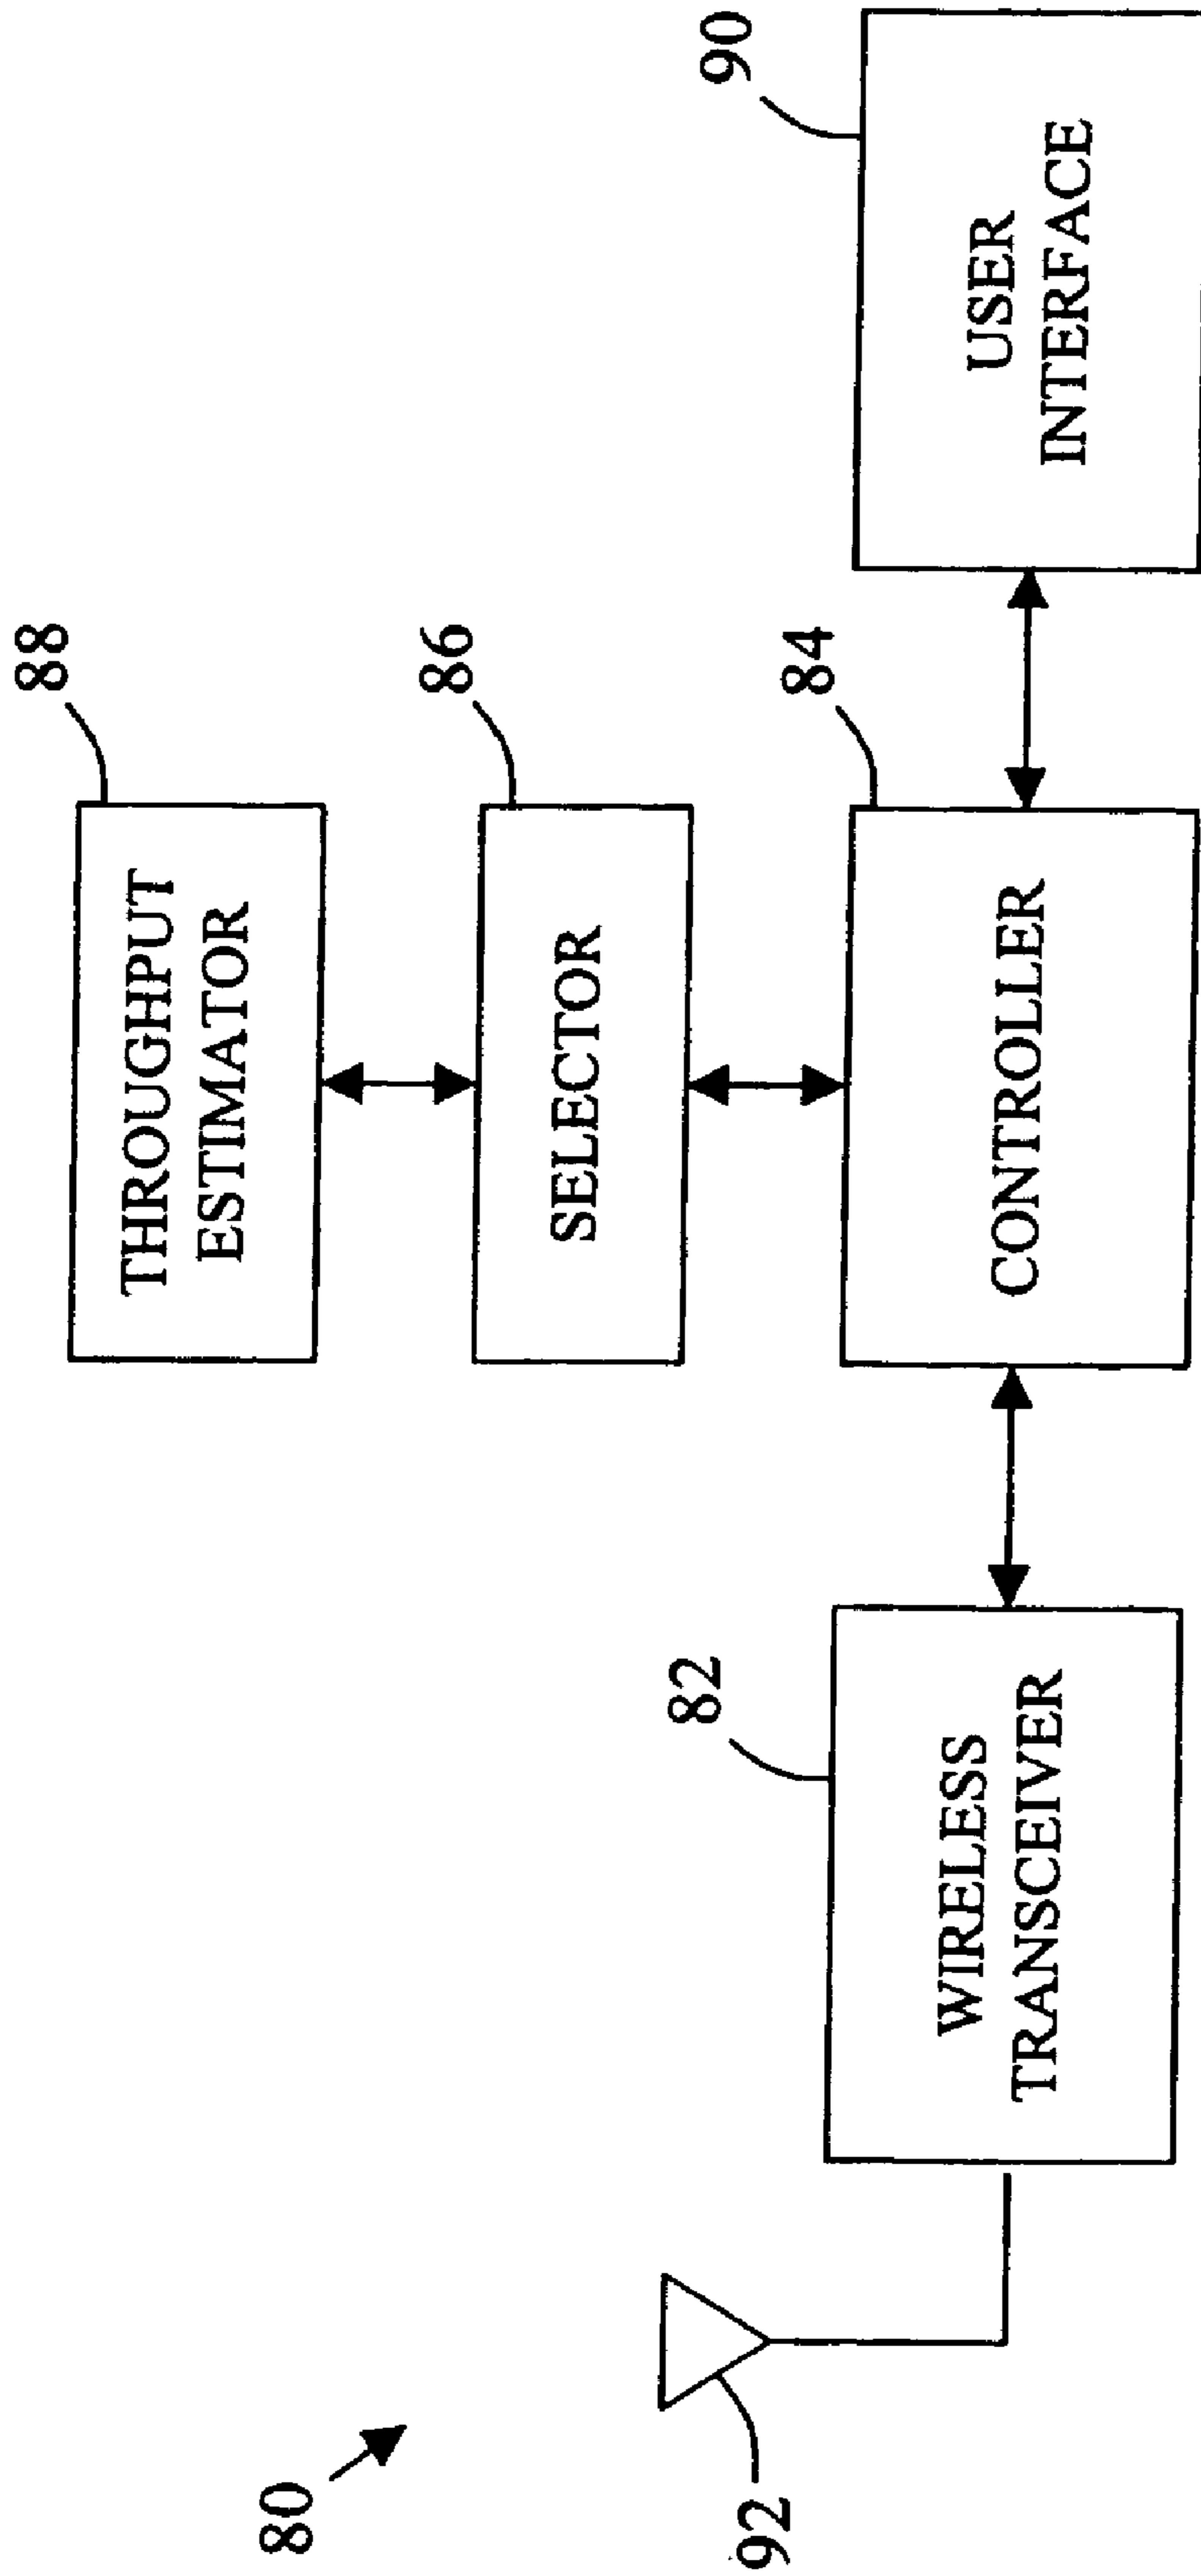 80
92
WIRELESS
TRANSCEIVER
82
THROUGHPUT
ESTIMATOR
88
SELECTOR
86
CONTROLLER
84
USER
INTERFACE
90